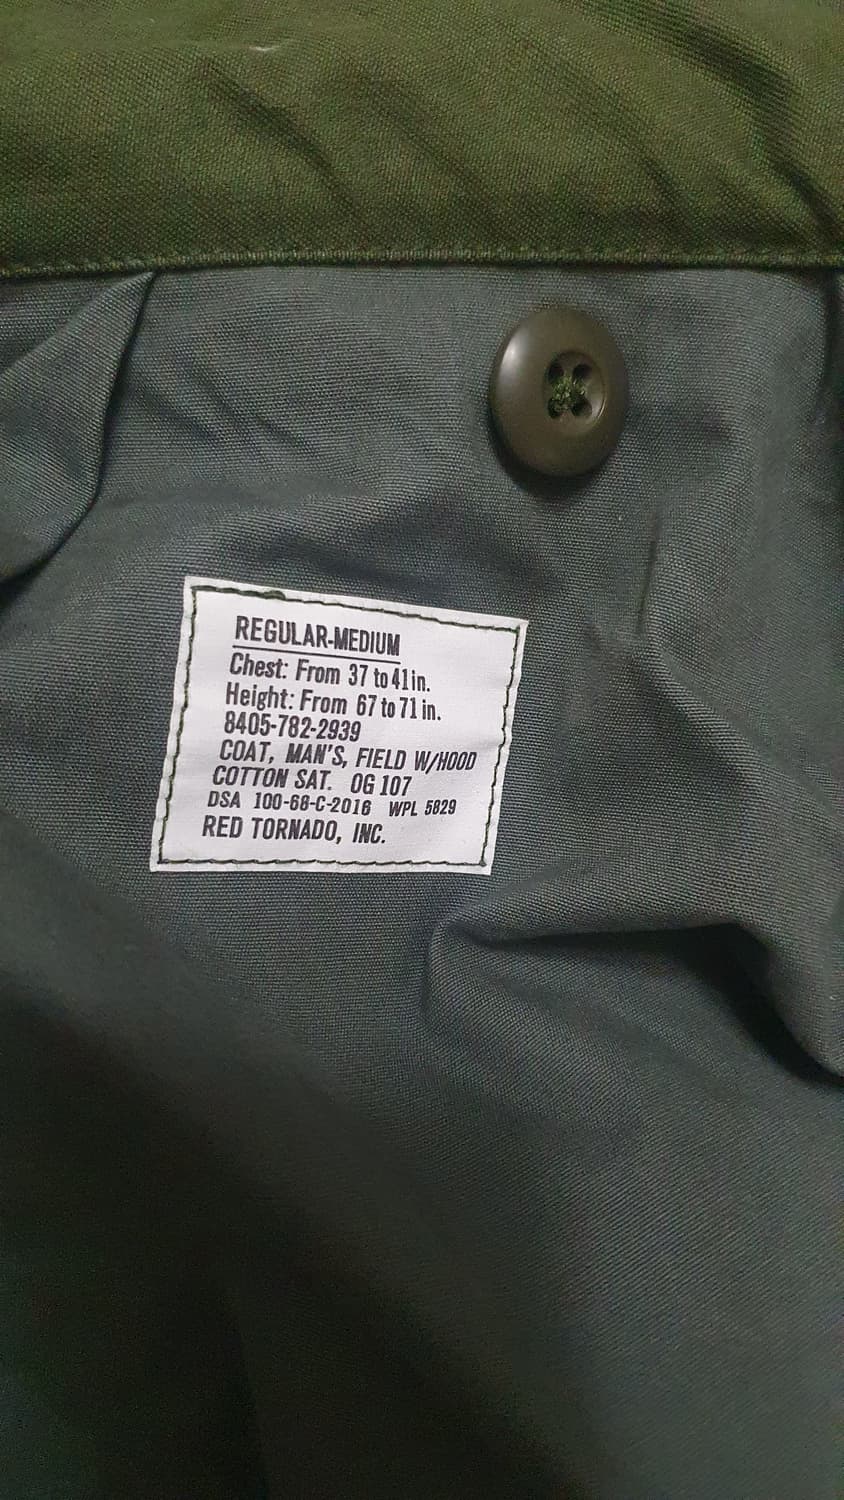 REGULAR-MEDIUM
Chest: From 37 to 41 in.
Height: From 67 to 71 in.
8405-782-2939
COAT, MAN'S, FIELD W/HOOD
COTTON SAT. OG 107
DSA 100-68-C-2016 WPL 5829
RED TORNADO, INC.